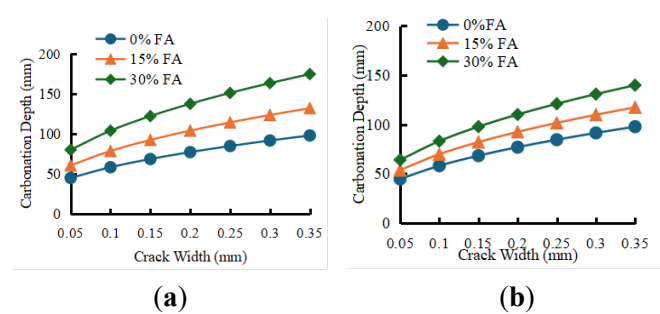 0% FA
15% FA
30% FA
Carbonation Depth (mm)
200
150
100
50
0
0.05 0.1 0.15 0.2 0.25 0.3 0.35
Crack Width (mm)
(a)
0%FA
15% FA
30% FA
Carbonation Depth (mm)
200
150
100
50
0
0.05 0.1 0.15 0.2 0.25 0.3 0.35
Crack Width (mm)
(b)